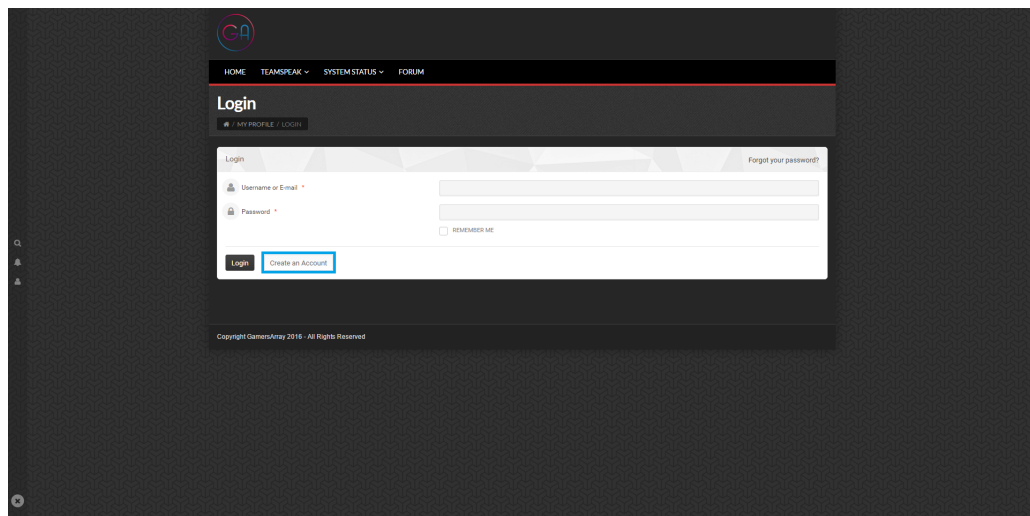 GA
HOME TEAMSPEAK SYSTEM STATUS FORUM
Login
/ MY PROFILE / LOGIN
Login Forgot your password?
Username or E-mail *
Password *
REMEMBER ME
Login Create an Account
Copyright GamersArray 2016 - All Rights Reserved